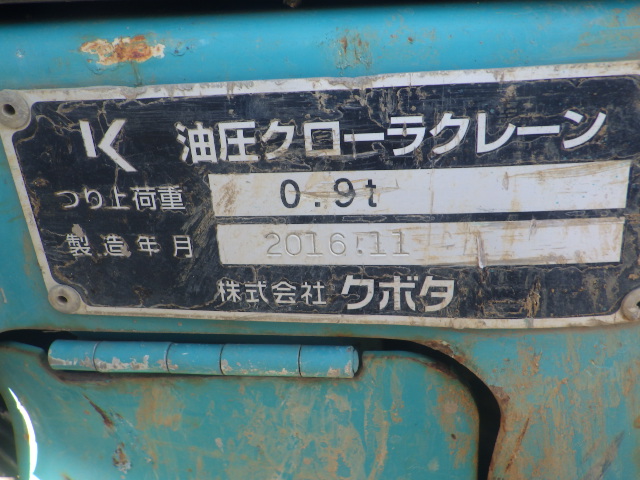 油圧クローラクレーン
つり上荷重 0.9t
製造年月 2016.11
株式会社 クボタ